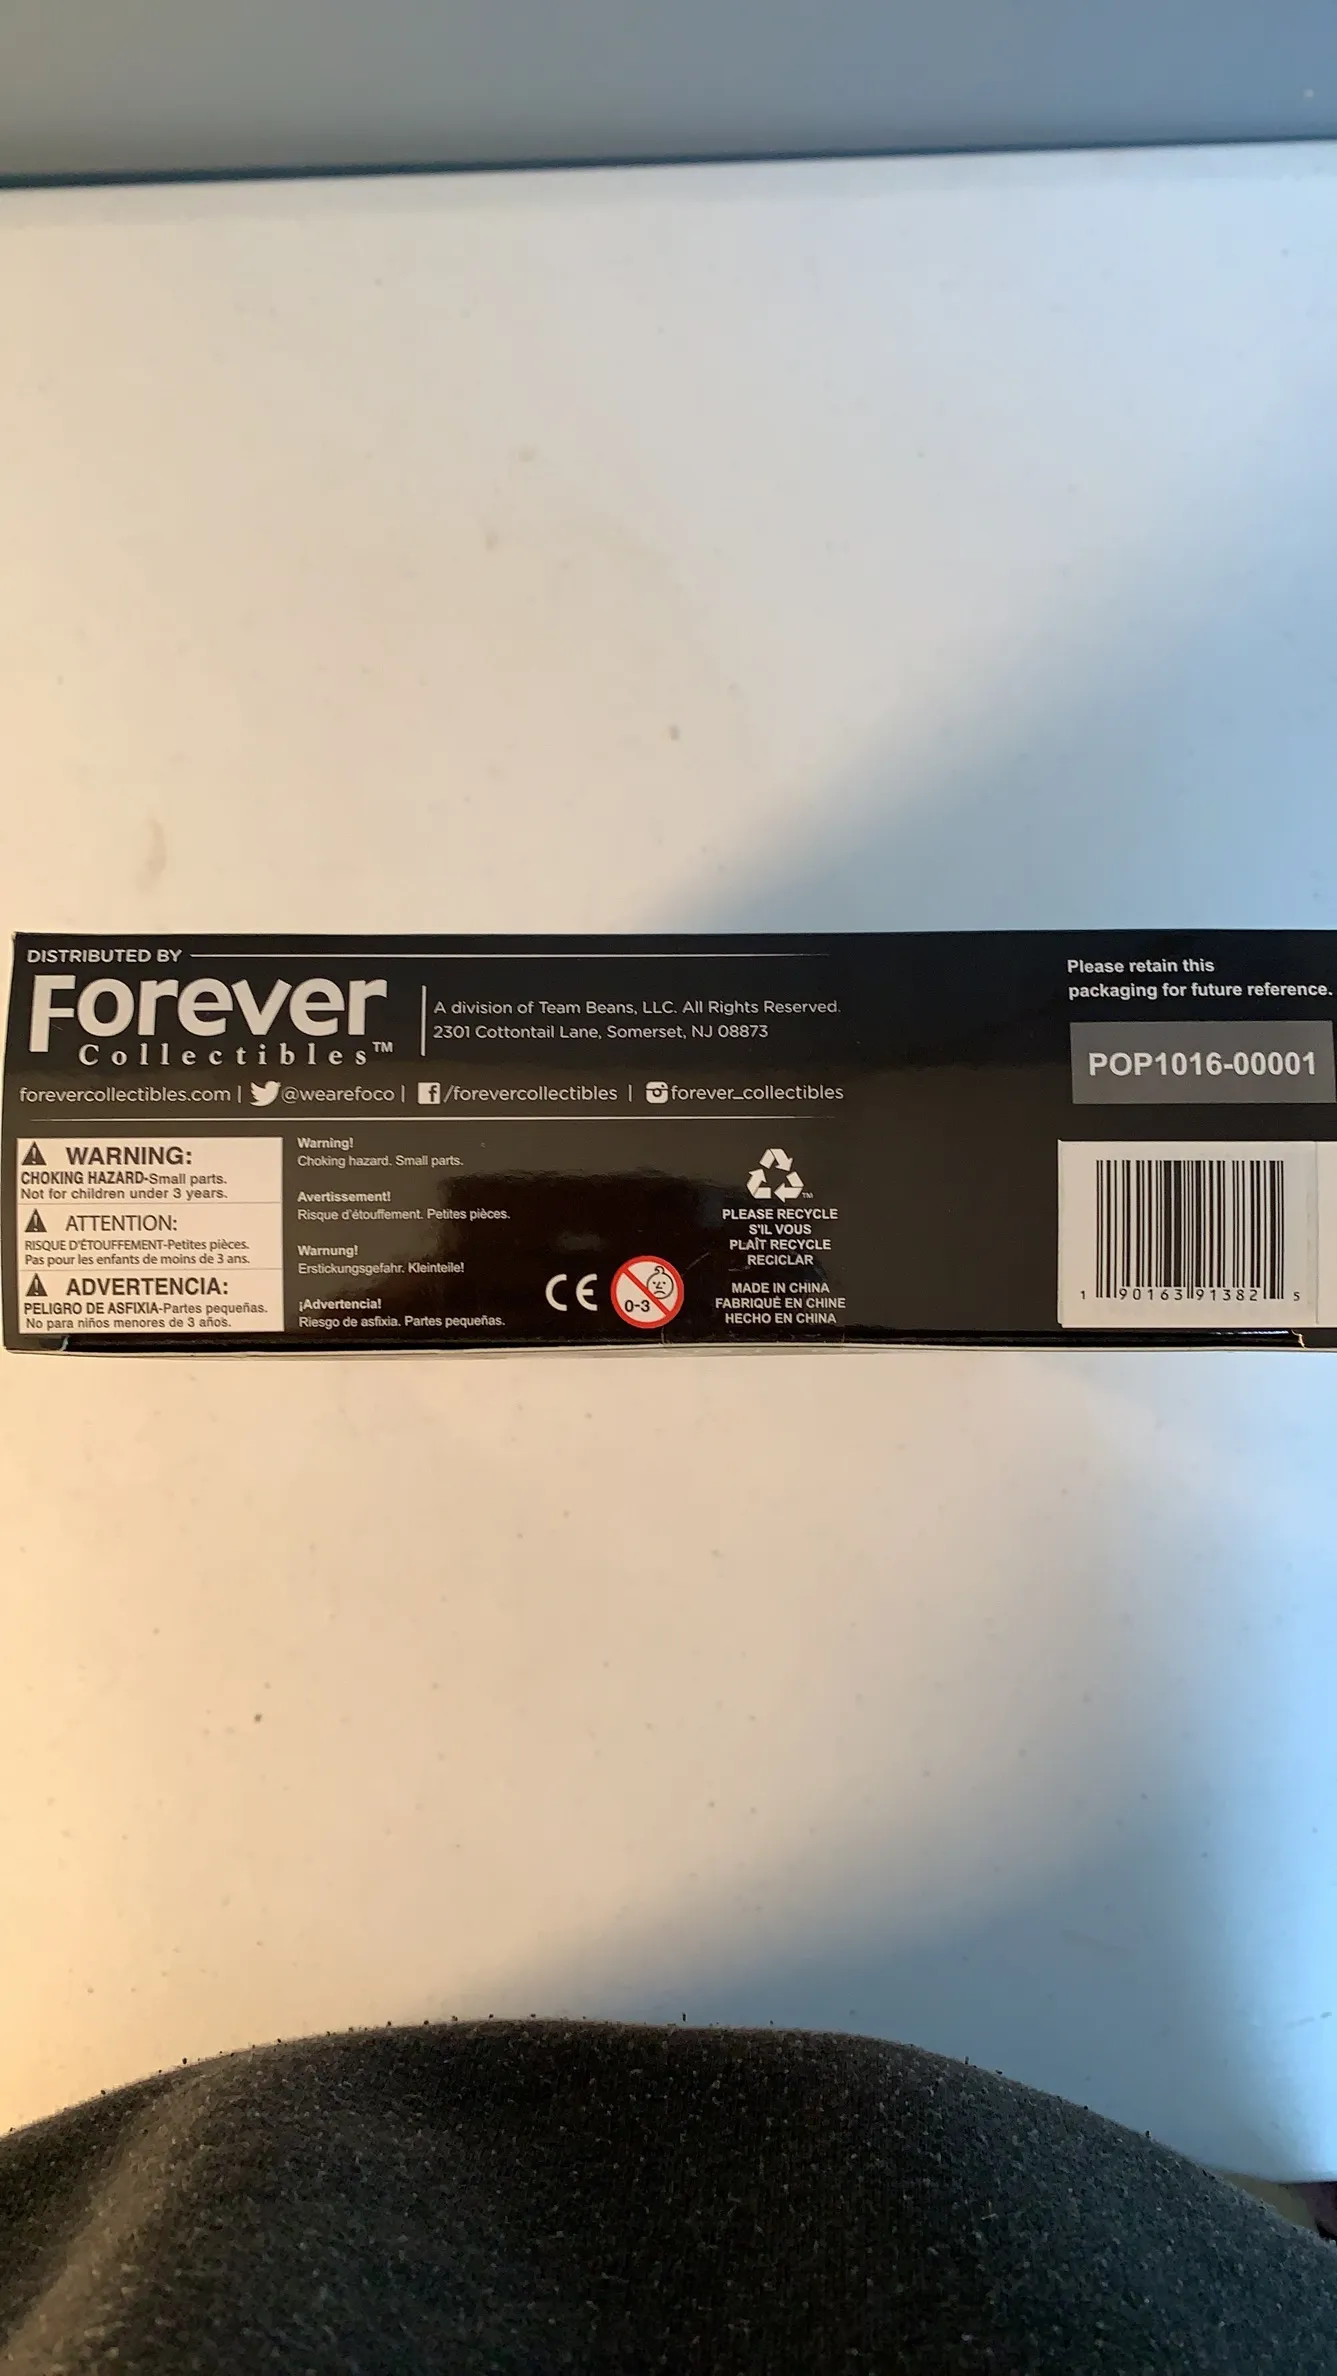 DISTRIBUTED BY
Forever
Collectibles™
A division of Team Beans, LLC. All Rights Reserved.
2301 Cottontail Lane, Somerset, NJ 08873
forevercollectibles.com | @wearefoco | f/forevercollectibles | forever_collectibles
WARNING:
CHOKING HAZARD-Small parts.
Not for children under 3 years.
ATTENTION:
RISQUE D'ÉTOUFFEMENT-Petites pièces.
Pas pour les enfants de moins de 3 ans.
ADVERTENCIA:
PELIGRO DE ASFIXIA-Partes pequeñas.
No para niños menores de 3 años.
Warning!
Choking hazard. Small parts.
Avertissement!
Risque d'étouffement. Petites pièces.
Warnung!
Erstickungsgefahr. Kleinteile!
¡Advertencia!
Riesgo de asfixia. Partes pequeñas.
CE
0-3
TM
PLEASE RECYCLE
S'IL VOUS
PLAÎT RECYCLE
RECICLAR
MADE IN CHINA
FABRIQUÉ EN CHINE
HECHO EN CHINA
Please retain this
packaging for future reference.
POP1016-00001
1 90163 91382 5